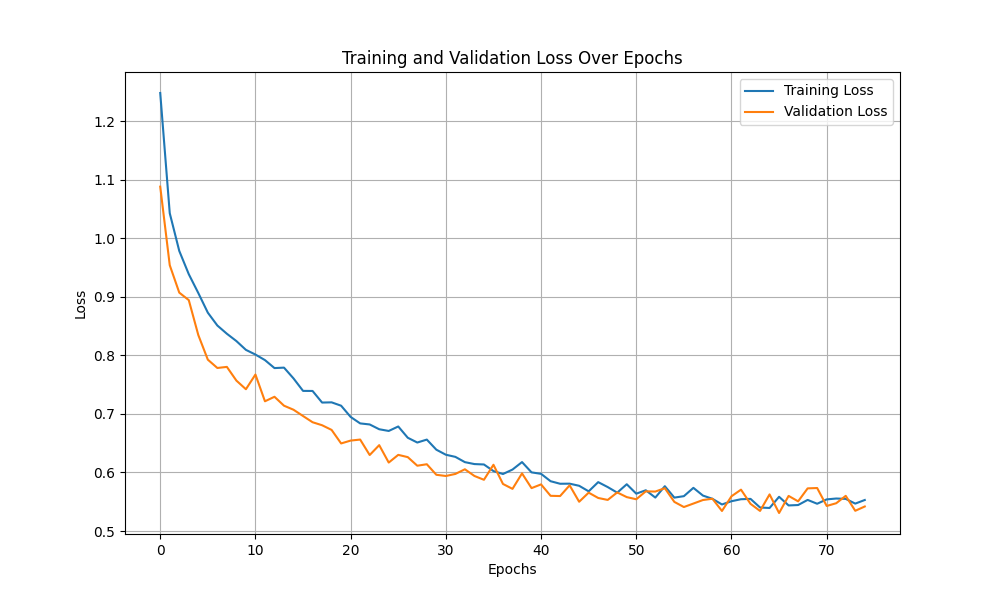 Training and Validation Loss Over Epochs
Training Loss
Validation Loss
1.2
1.1
1.0
0.9
0.8
0.7
0.6
0.5
Loss
0 10 20 30 40 50 60 70
Epochs